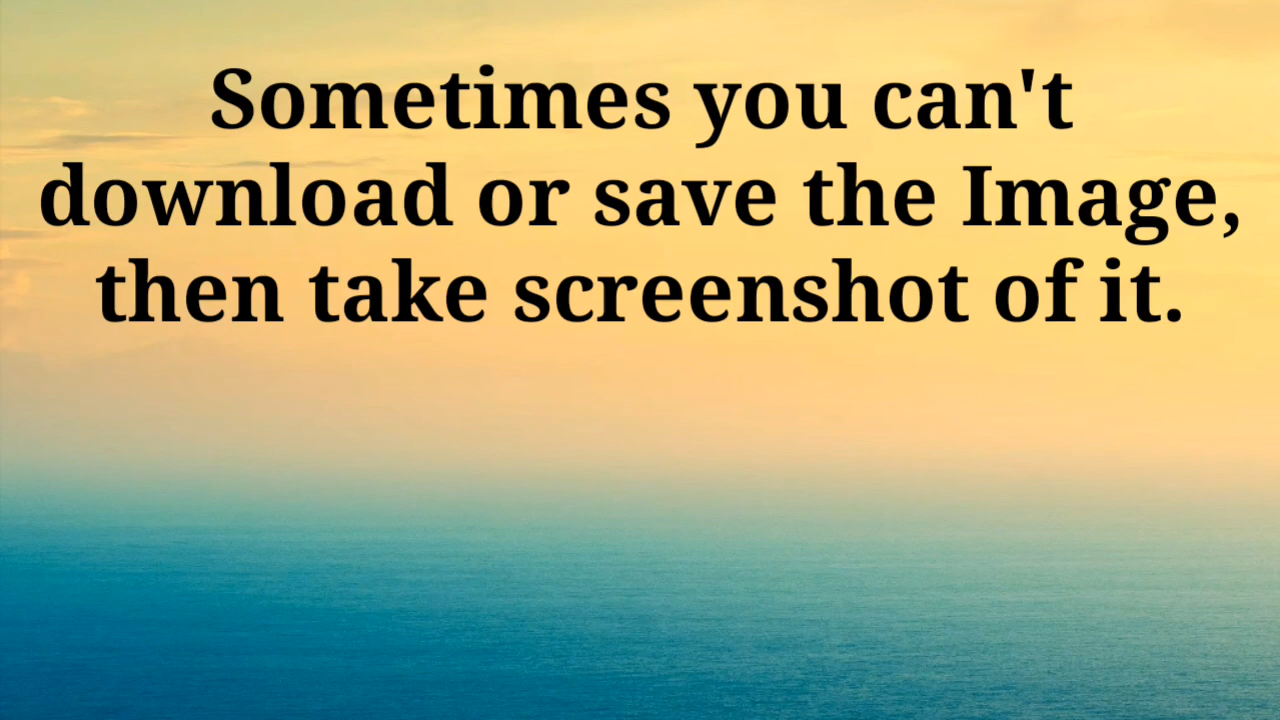 Sometimes you can't
download or save the Image,
then take screenshot of it.